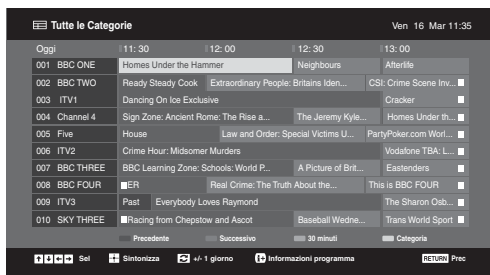 Tutte le Categorie Ven 16 Mar 11:35
Oggi 11: 30 12: 00 12: 30 13: 00
001 BBC ONE Homes Under the Hammer Neighbours Afterlife
002 BBC TWO Ready Steady Cook Extraordinary People: Britains Iden... CSI: Crime Scene Inv...
003 ITV1 Dancing On Ice Exclusive Cracker
004 Channel 4 Sign Zone: Ancient Rome: The Rise a... The Jeremy Kyle... Homes Under th...
005 Five House Law and Order: Special Victims U... PartyPoker.com Worl...
006 ITV2 Crime Hour: Midsomer Murders Vodafone TBA: L...
007 BBC THREE BBC Learning Zone: Schools: World P... A Picture of Brit... Eastenders
008 BBC FOUR ER Real Crime: The Truth About the... This is BBC FOUR
009 ITV3 Past Everybody Loves Raymond The Sharon Osb...
010 SKY THREE Racing from Chepstow and Ascot Baseball Wedne... Trans World Sport
Precedente Successivo 30 minuti Categoria
Sel Sintonizza +/- 1 giorno i+ Informazioni programma RETURN Prec